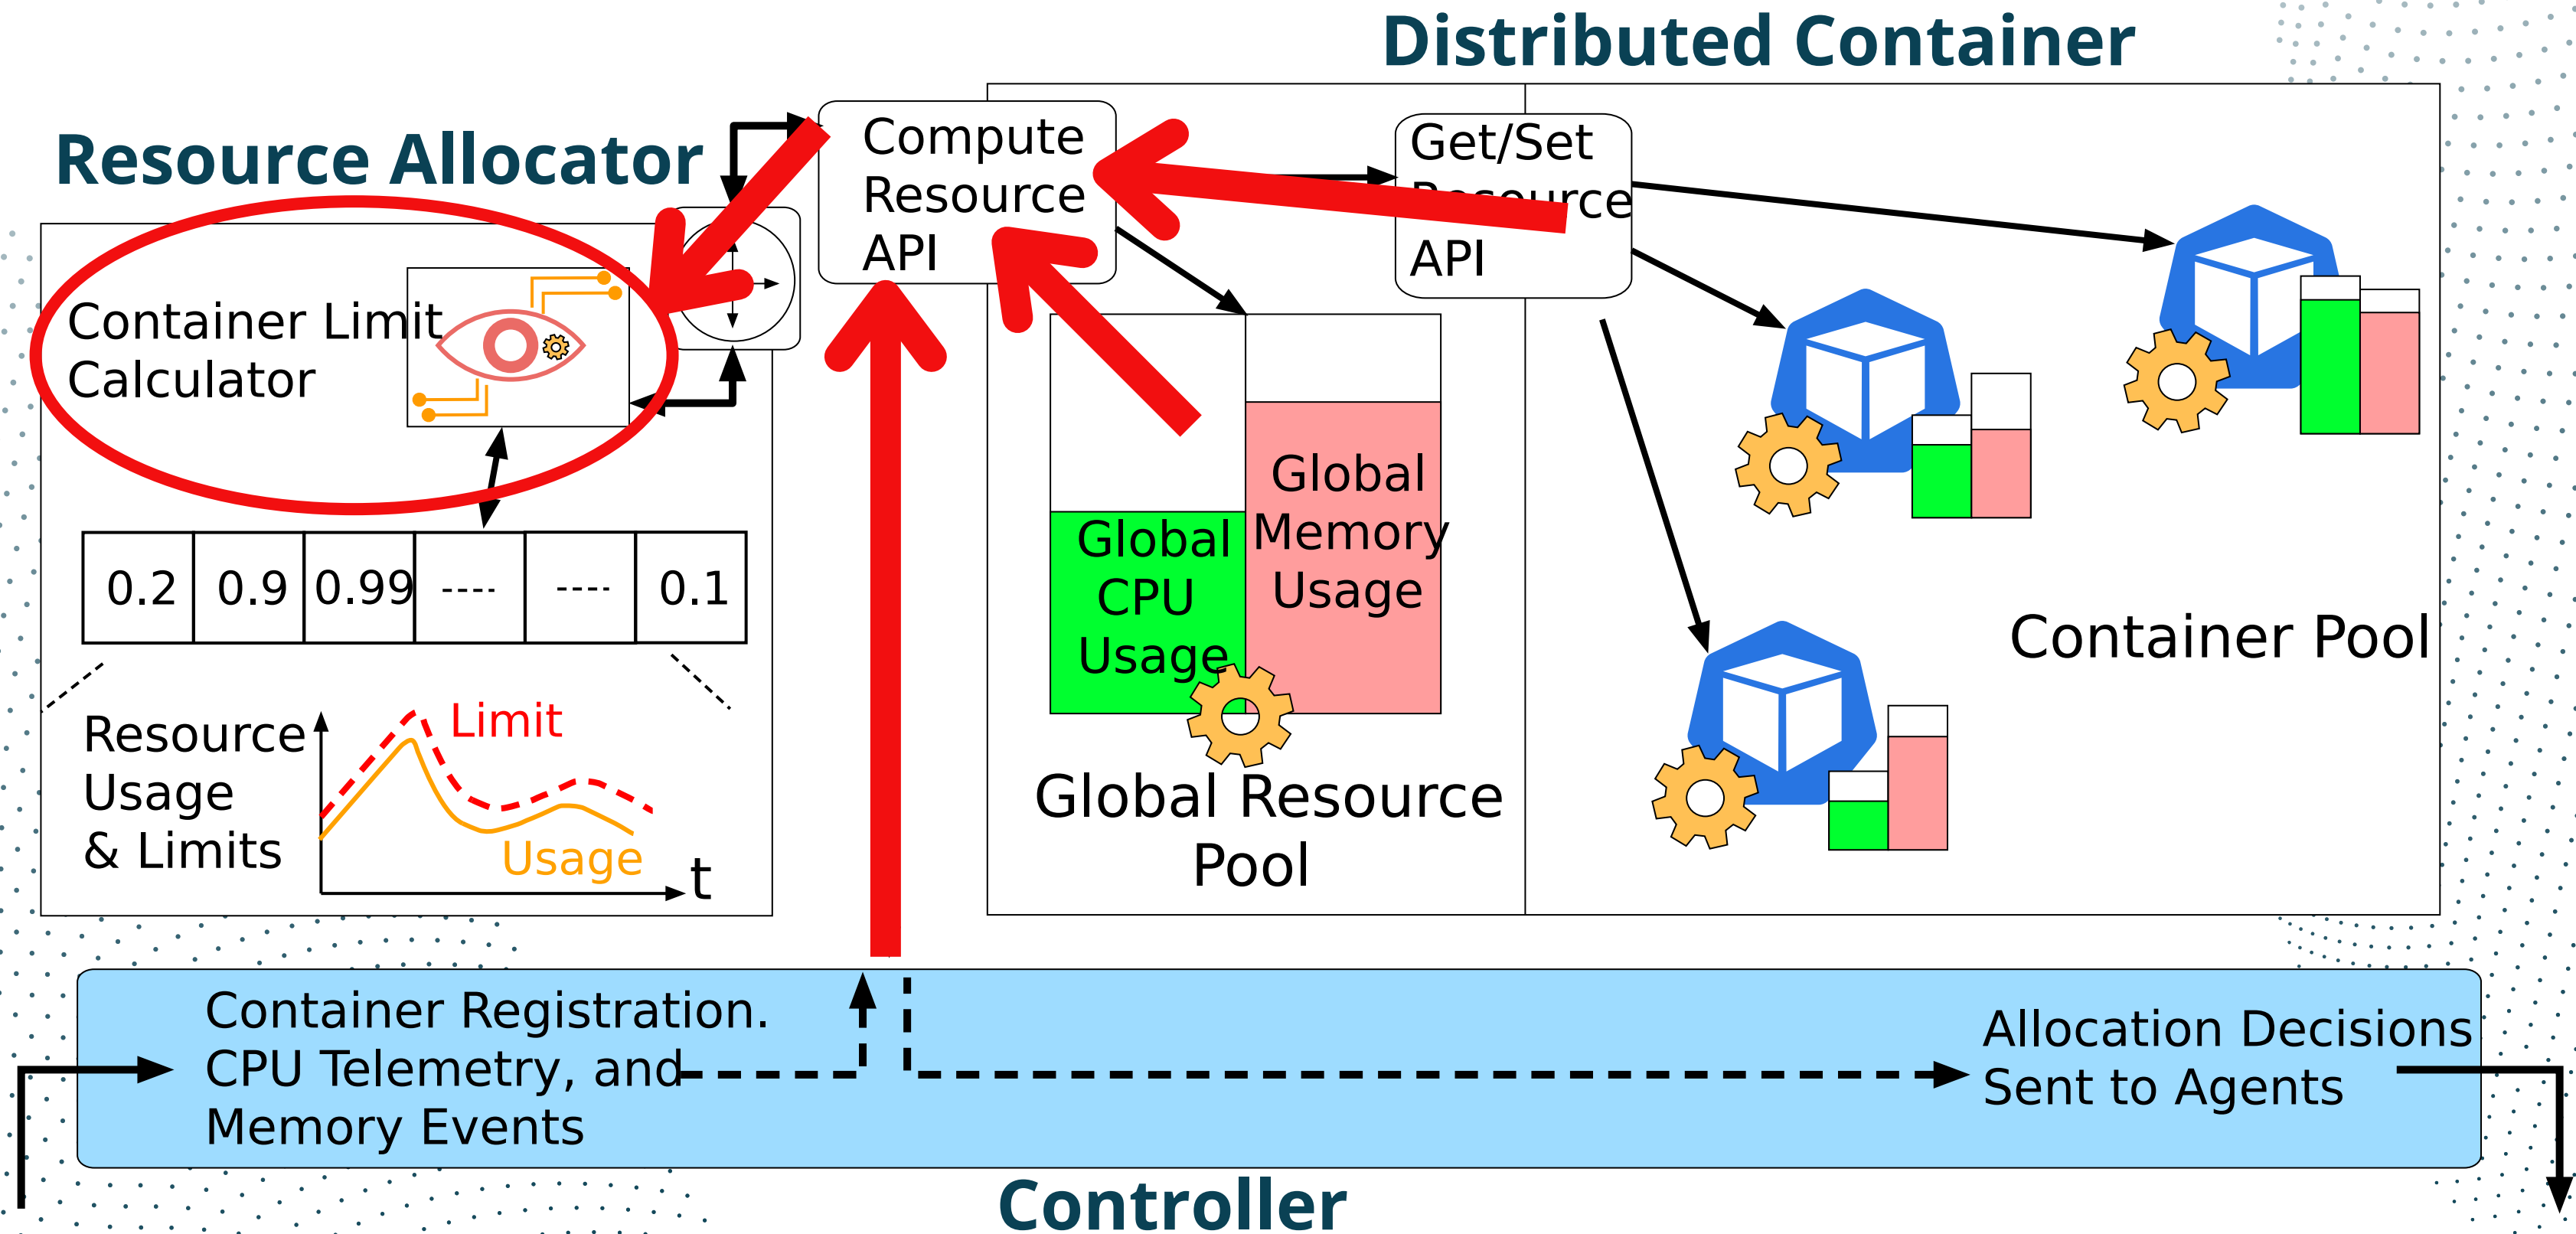 Distributed Container
Resource Allocator
Compute
Resource
API
Get/Set
Resource
API
Container Limit
Calculator
0.2
0.9
0.99
----
----
0.1
Resource
Usage
& Limits
Limit
Usage
t
Global
CPU
Usage
Global
Memory
Usage
Global Resource
Pool
Container Pool
Container Registration.
CPU Telemetry, and
Memory Events
Allocation Decisions
Sent to Agents
Controller